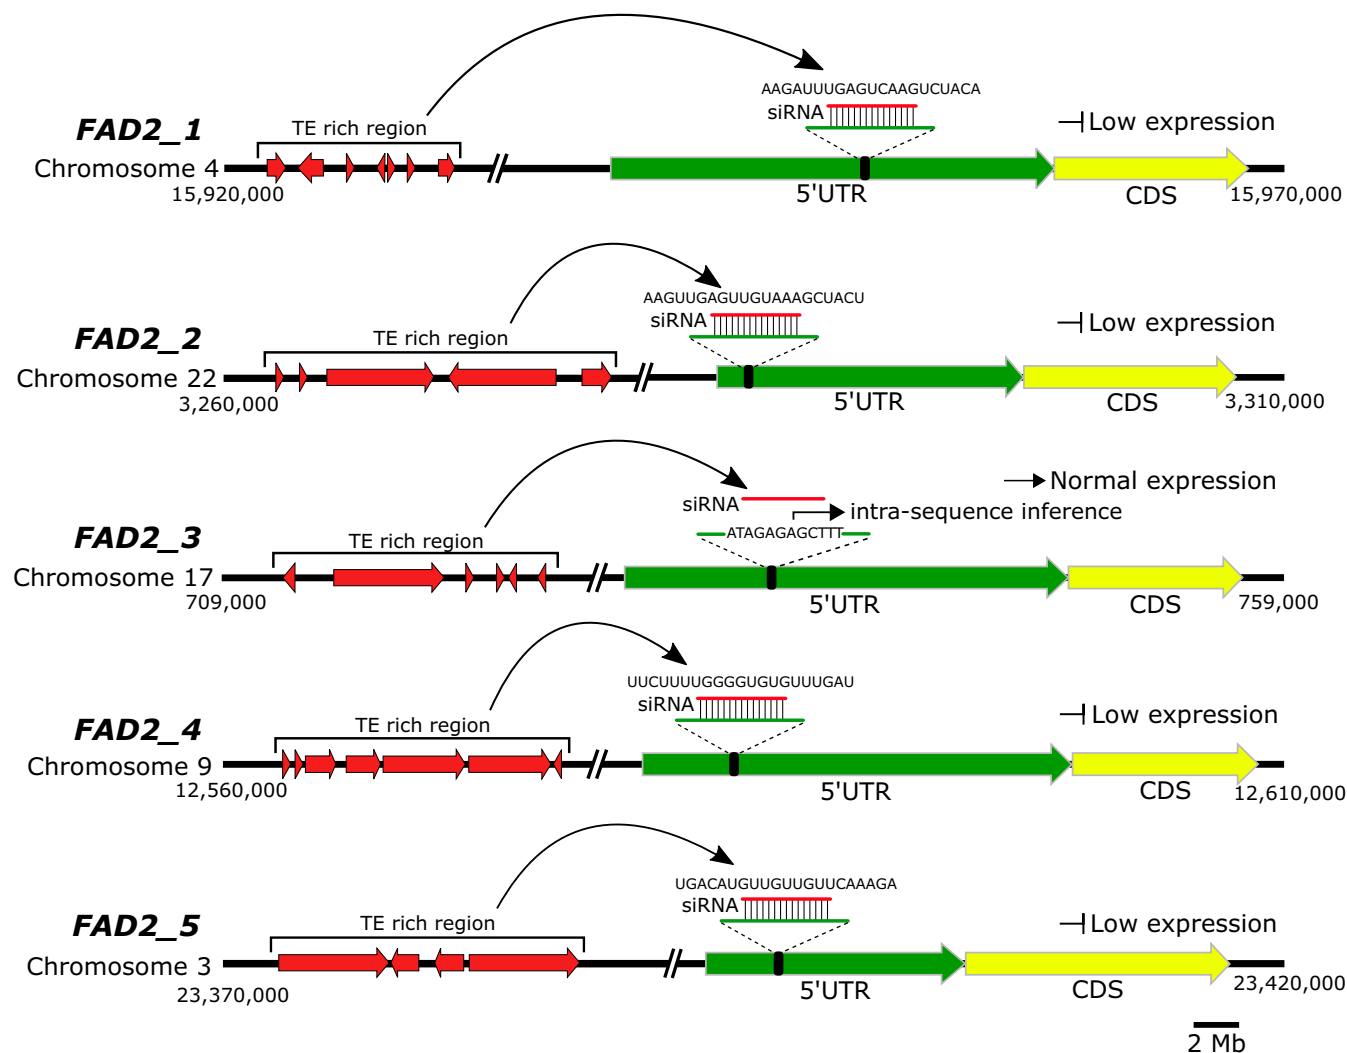 AAGAUUUGAGUCAAGUCUACA
siRNA
TE rich region
FAD2_1
Low expression
Chromosome 4
15,920,000
5'UTR
CDS
15,970,000
AAGUUGAGUUGUAAAGCUACU
siRNA
TE rich region
FAD2_2
Low expression
Chromosome 22
3,260,000
5'UTR
CDS
3,310,000
Normal expression
siRNA
intra-sequence inference
ATAGAGAGCTTT
FAD2_3
TE rich region
Chromosome 17
709,000
5'UTR
CDS
759,000
UUCUUUUGGGGUGUGUUUGAU
siRNA
FAD2_4
TE rich region
Low expression
Chromosome 9
12,560,000
5'UTR
CDS
12,610,000
UGACAUGUUGUUGUUCAAAGA
siRNA
FAD2_5
TE rich region
Low expression
Chromosome 3
23,370,000
5'UTR
CDS
23,420,000
2 Mb